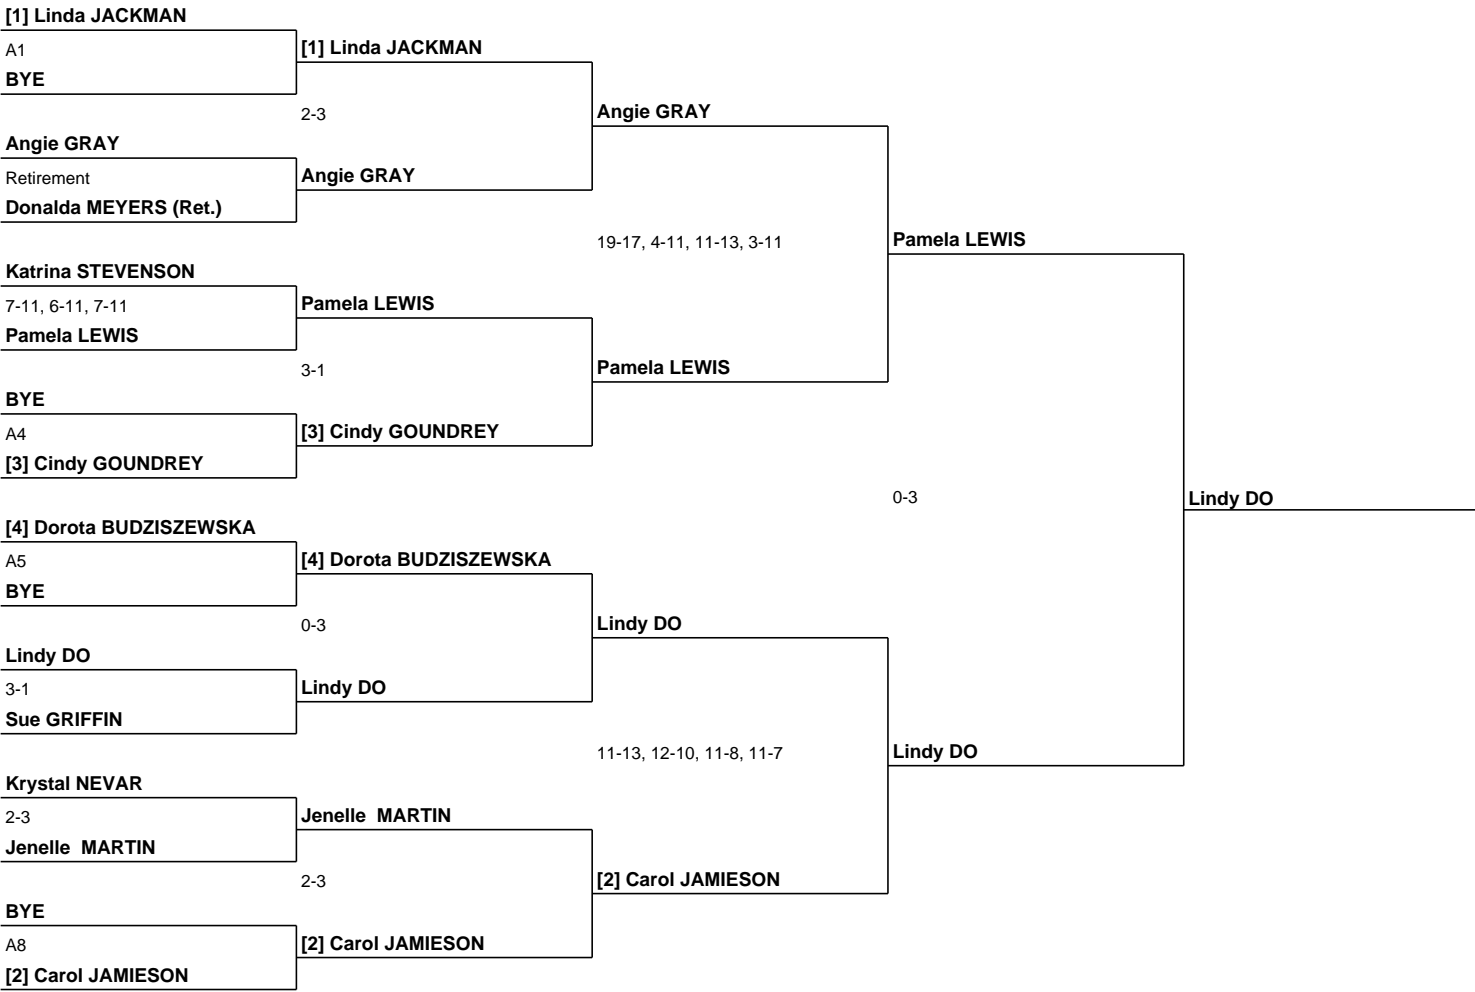 [1] Linda JACKMAN
A1
BYE
[1] Linda JACKMAN
2-3
Angie GRAY
Retirement
Donalda MEYERS (Ret.)
Angie GRAY
Angie GRAY
19-17, 4-11, 11-13, 3-11
Katrina STEVENSON
7-11, 6-11, 7-11
Pamela LEWIS
Pamela LEWIS
3-1
BYE
A4
[3] Cindy GOUNDREY
[3] Cindy GOUNDREY
Pamela LEWIS
Pamela LEWIS
0-3
[4] Dorota BUDZISZEWSKA
A5
BYE
[4] Dorota BUDZISZEWSKA
0-3
Lindy DO
3-1
Sue GRIFFIN
Lindy DO
Lindy DO
11-13, 12-10, 11-8, 11-7
Krystal NEVAR
2-3
Jenelle  MARTIN
Jenelle  MARTIN
2-3
BYE
A8
[2] Carol JAMIESON
[2] Carol JAMIESON
[2] Carol JAMIESON
Lindy DO
Lindy DO